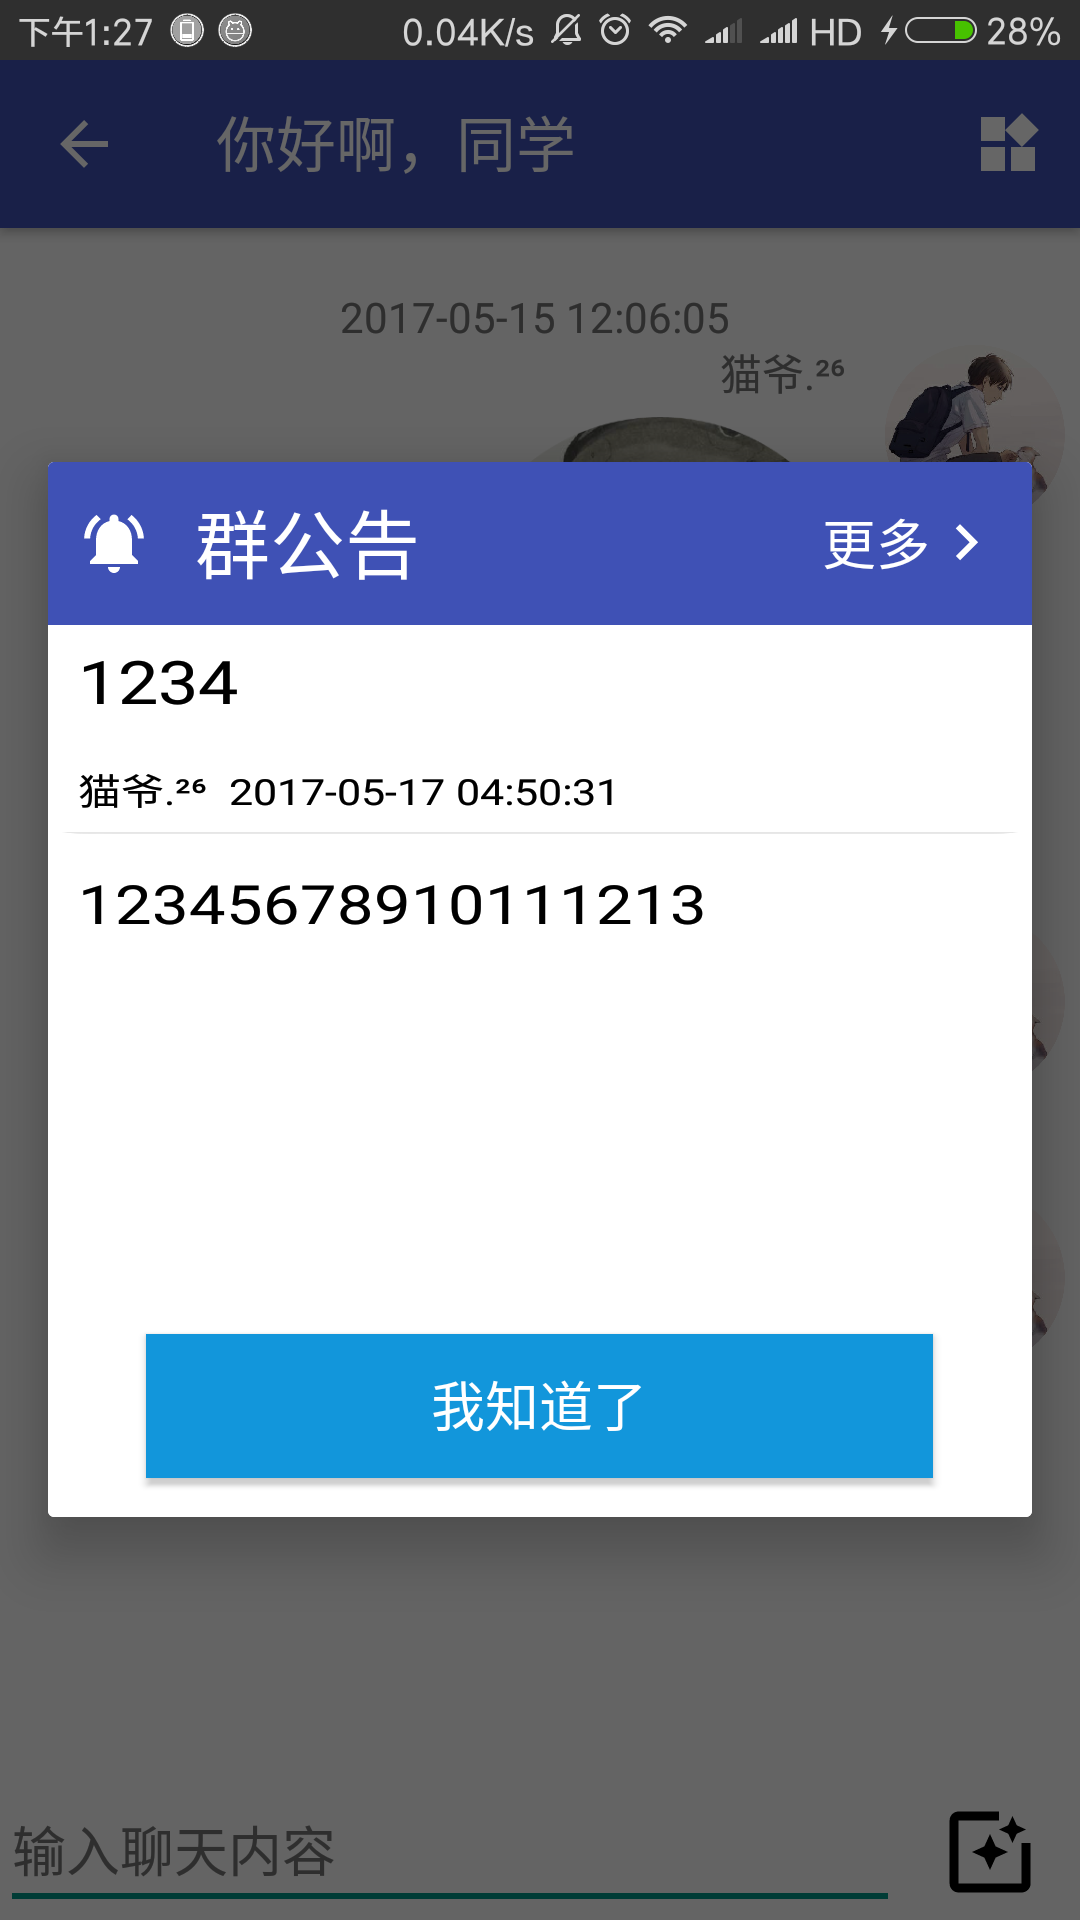 下午1:27 0.04K/s HD 28%
你好啊，同学
2017-05-15 12:06:05
猫爷.²⁶
群公告 更多
1234
猫爷.²⁶ 2017-05-17 04:50:31
12345678910111213
我知道了
输入聊天内容